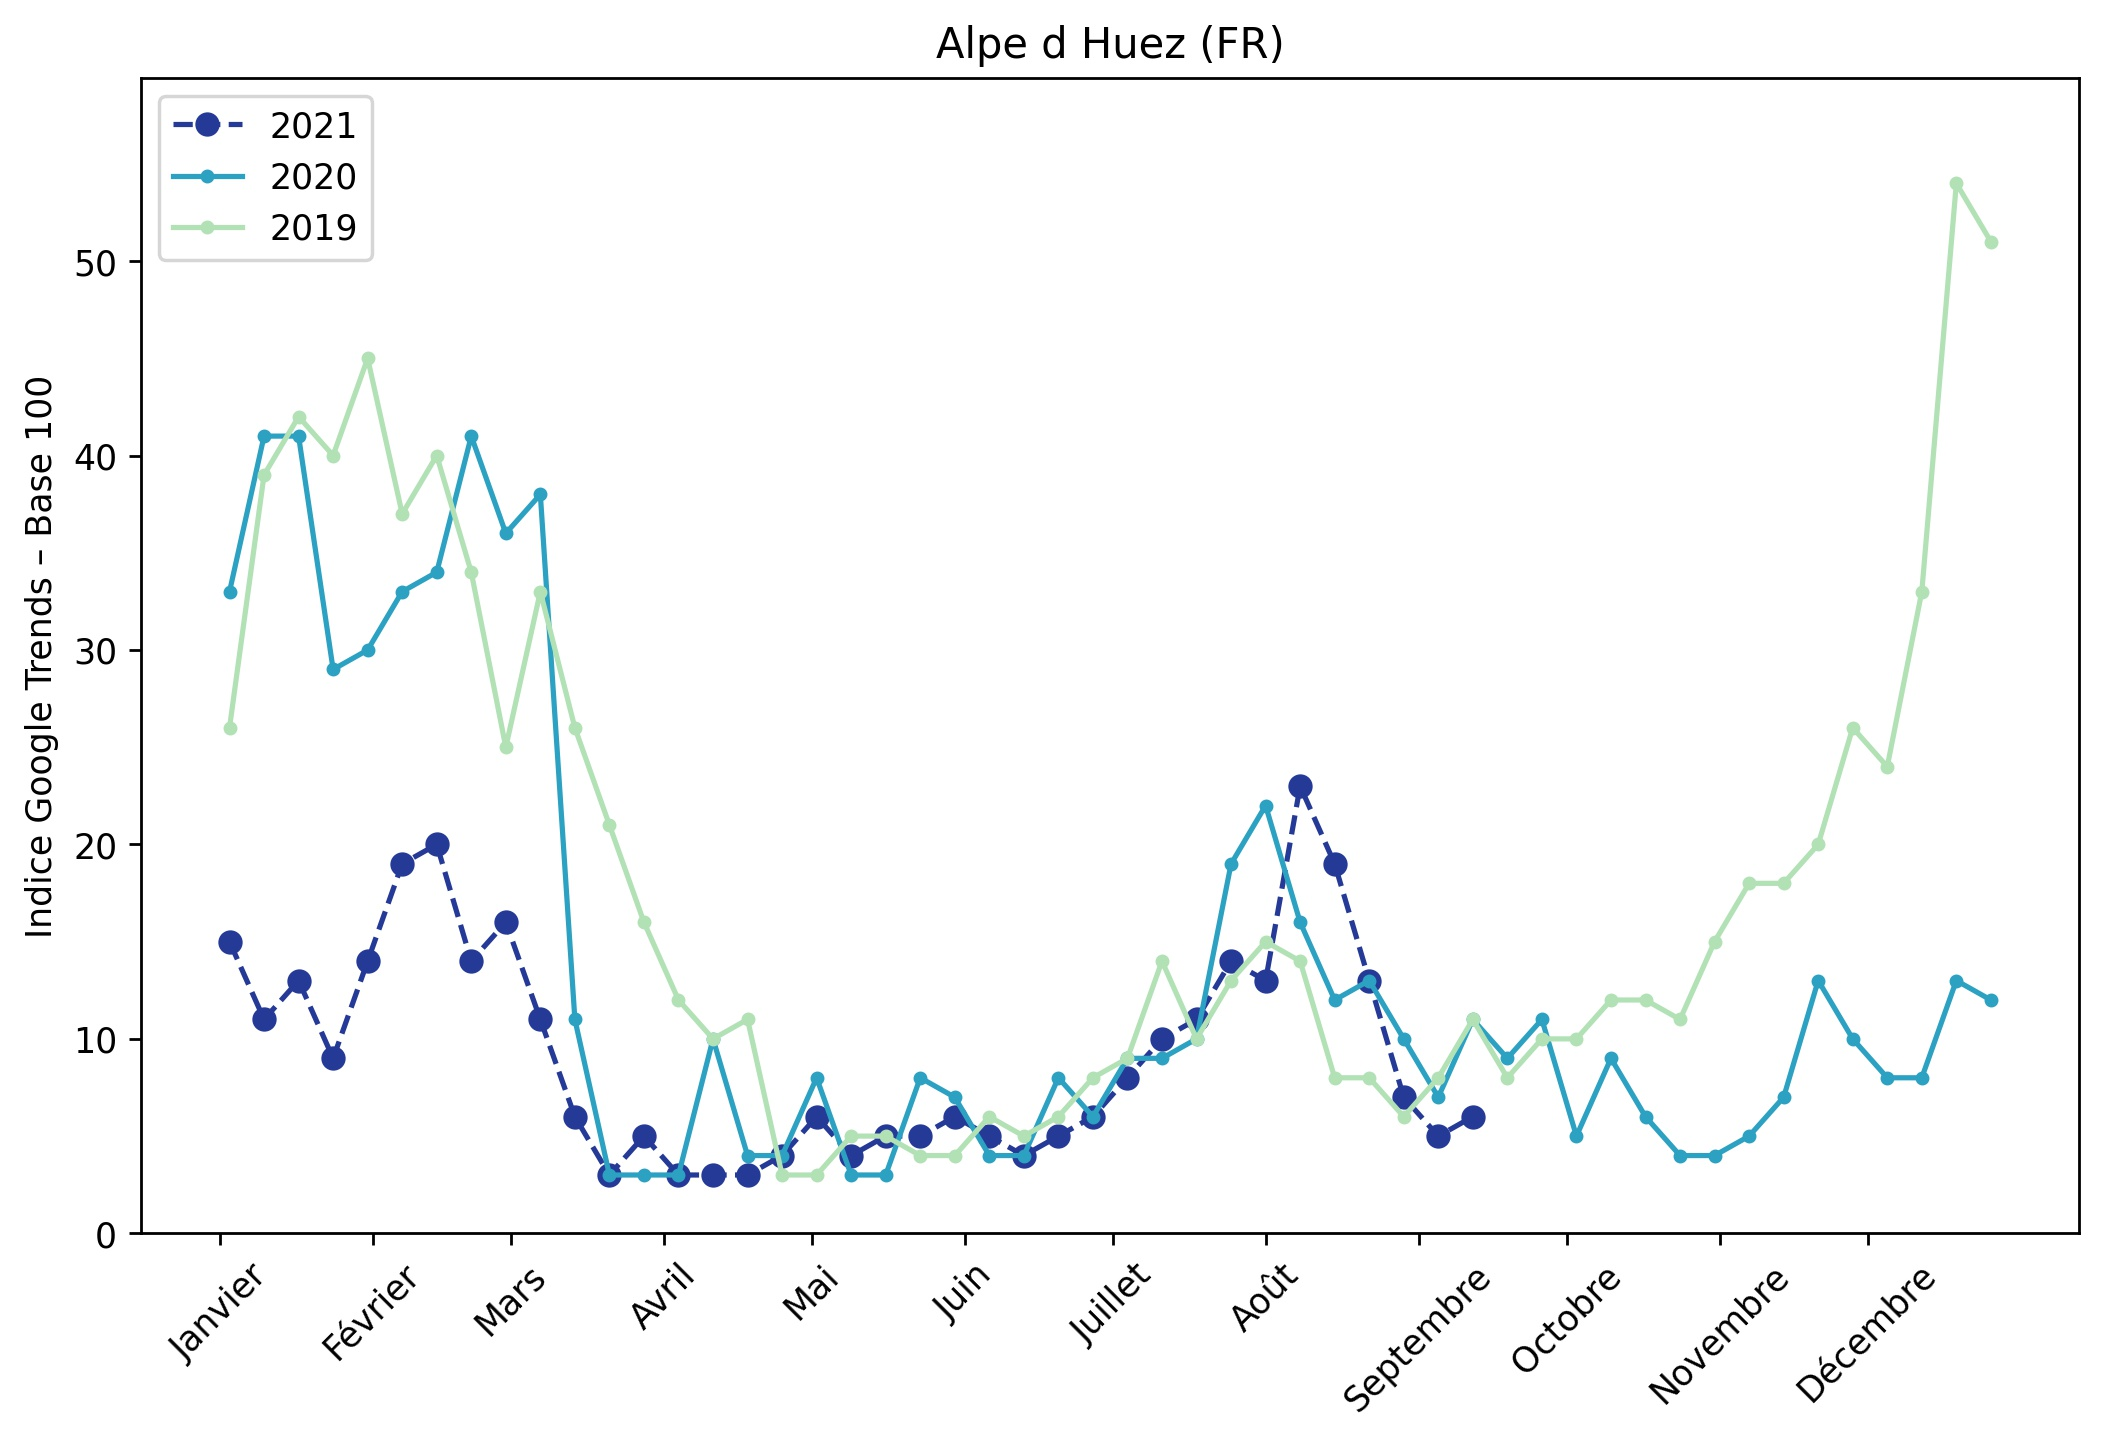 Alpe d Huez (FR)
2021
2020
2019
Indice Google Trends – Base 100
50
40
30
20
10
0
Janvier
Février
Mars
Avril
Mai
Juin
Juillet
Août
Septembre
Octobre
Novembre
Décembre